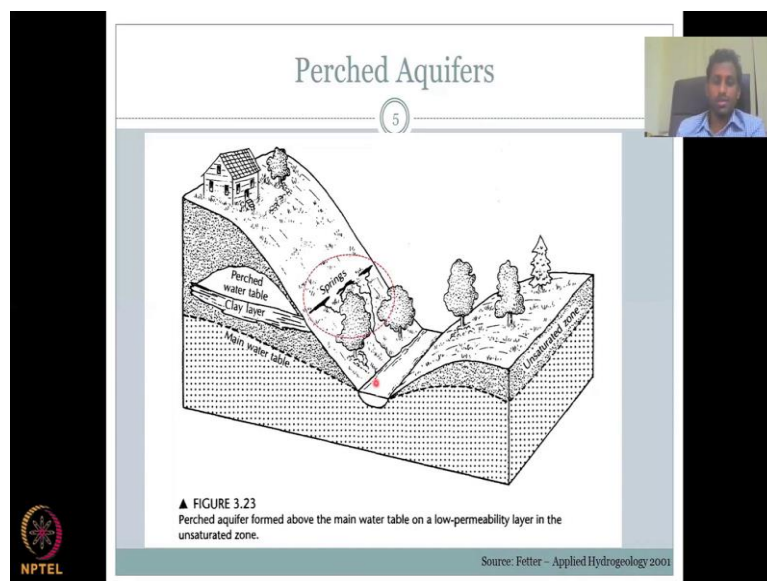 Perched Aquifers
5
Springs
Perched
water table
Clay layer
Main water table
Unsaturated zone
▲ FIGURE 3.23
Perched aquifer formed above the main water table on a low-permeability layer in the
unsaturated zone.
Source: Fetter – Applied Hydrogeology 2001
NPTEL